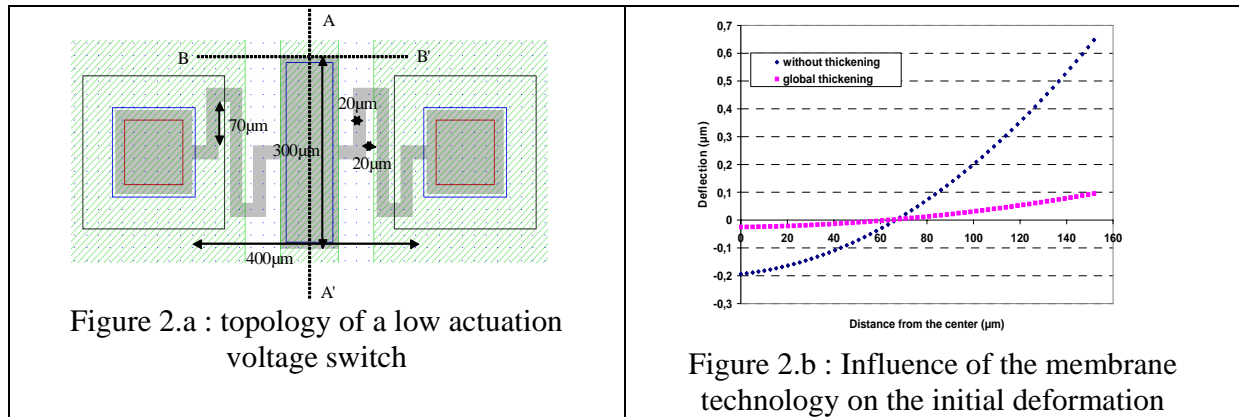 A
B
B'
20µm
70µm
300µm
20µm
400µm
A'
Figure 2.a : topology of a low actuation
voltage switch
0,7
0,6
0,5
0,4
0,3
0,2
0,1
0
-0,1
-0,2
-0,3
Deflection (µm)
without thickening
global thickening
0 20 40 60 80 100 120 140 160
Distance from the center (µm)
Figure 2.b : Influence of the membrane
technology on the initial deformation